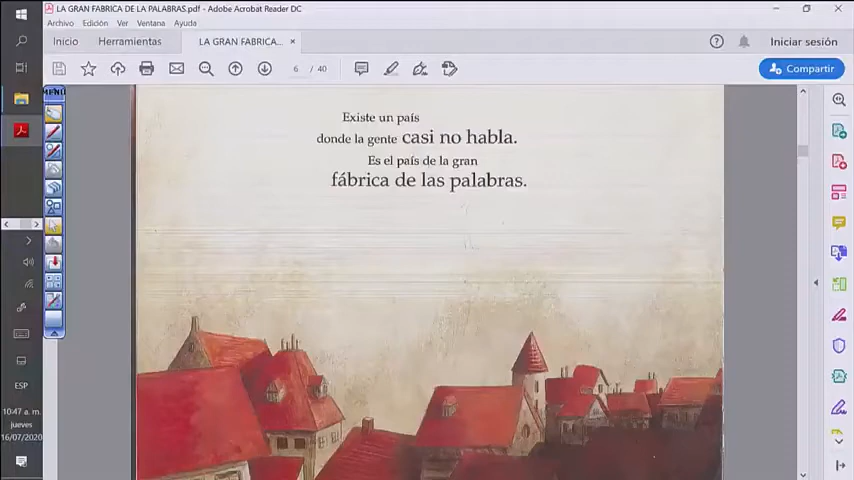 LA GRAN FABRICA DE LA PALABRAS.pdf - Adobe Acrobat Reader DC
Archivo Edición Ver Ventana Ayuda
Inicio Herramientas LA GRAN FABRICA... × Iniciar sesión
6 / 40 Compartir
MENÚ
Existe un país
donde la gente casi no habla.
Es el país de la gran
fábrica de las palabras.
ESP
10:47 a. m.
jueves
16/07/2020